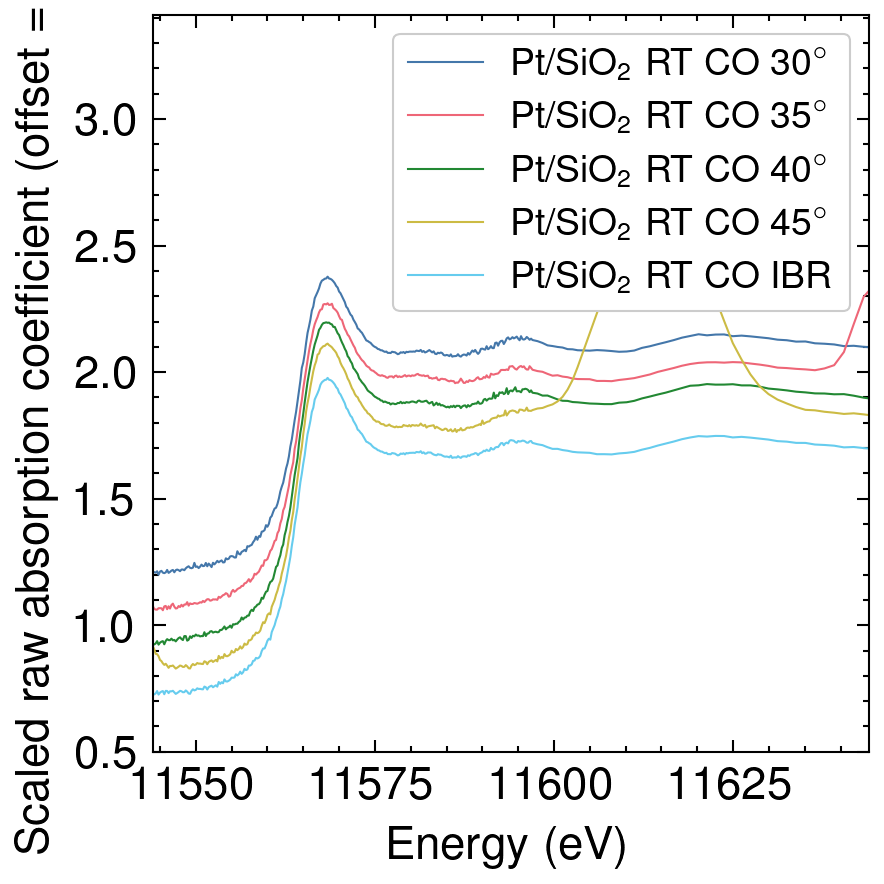 Scaled raw absorption coefficient (offset =
3.0
2.5
2.0
1.5
1.0
0.5
Pt/SiO₂ RT CO 30°
Pt/SiO₂ RT CO 35°
Pt/SiO₂ RT CO 40°
Pt/SiO₂ RT CO 45°
Pt/SiO₂ RT CO IBR
11550 11575 11600 11625
Energy (eV)